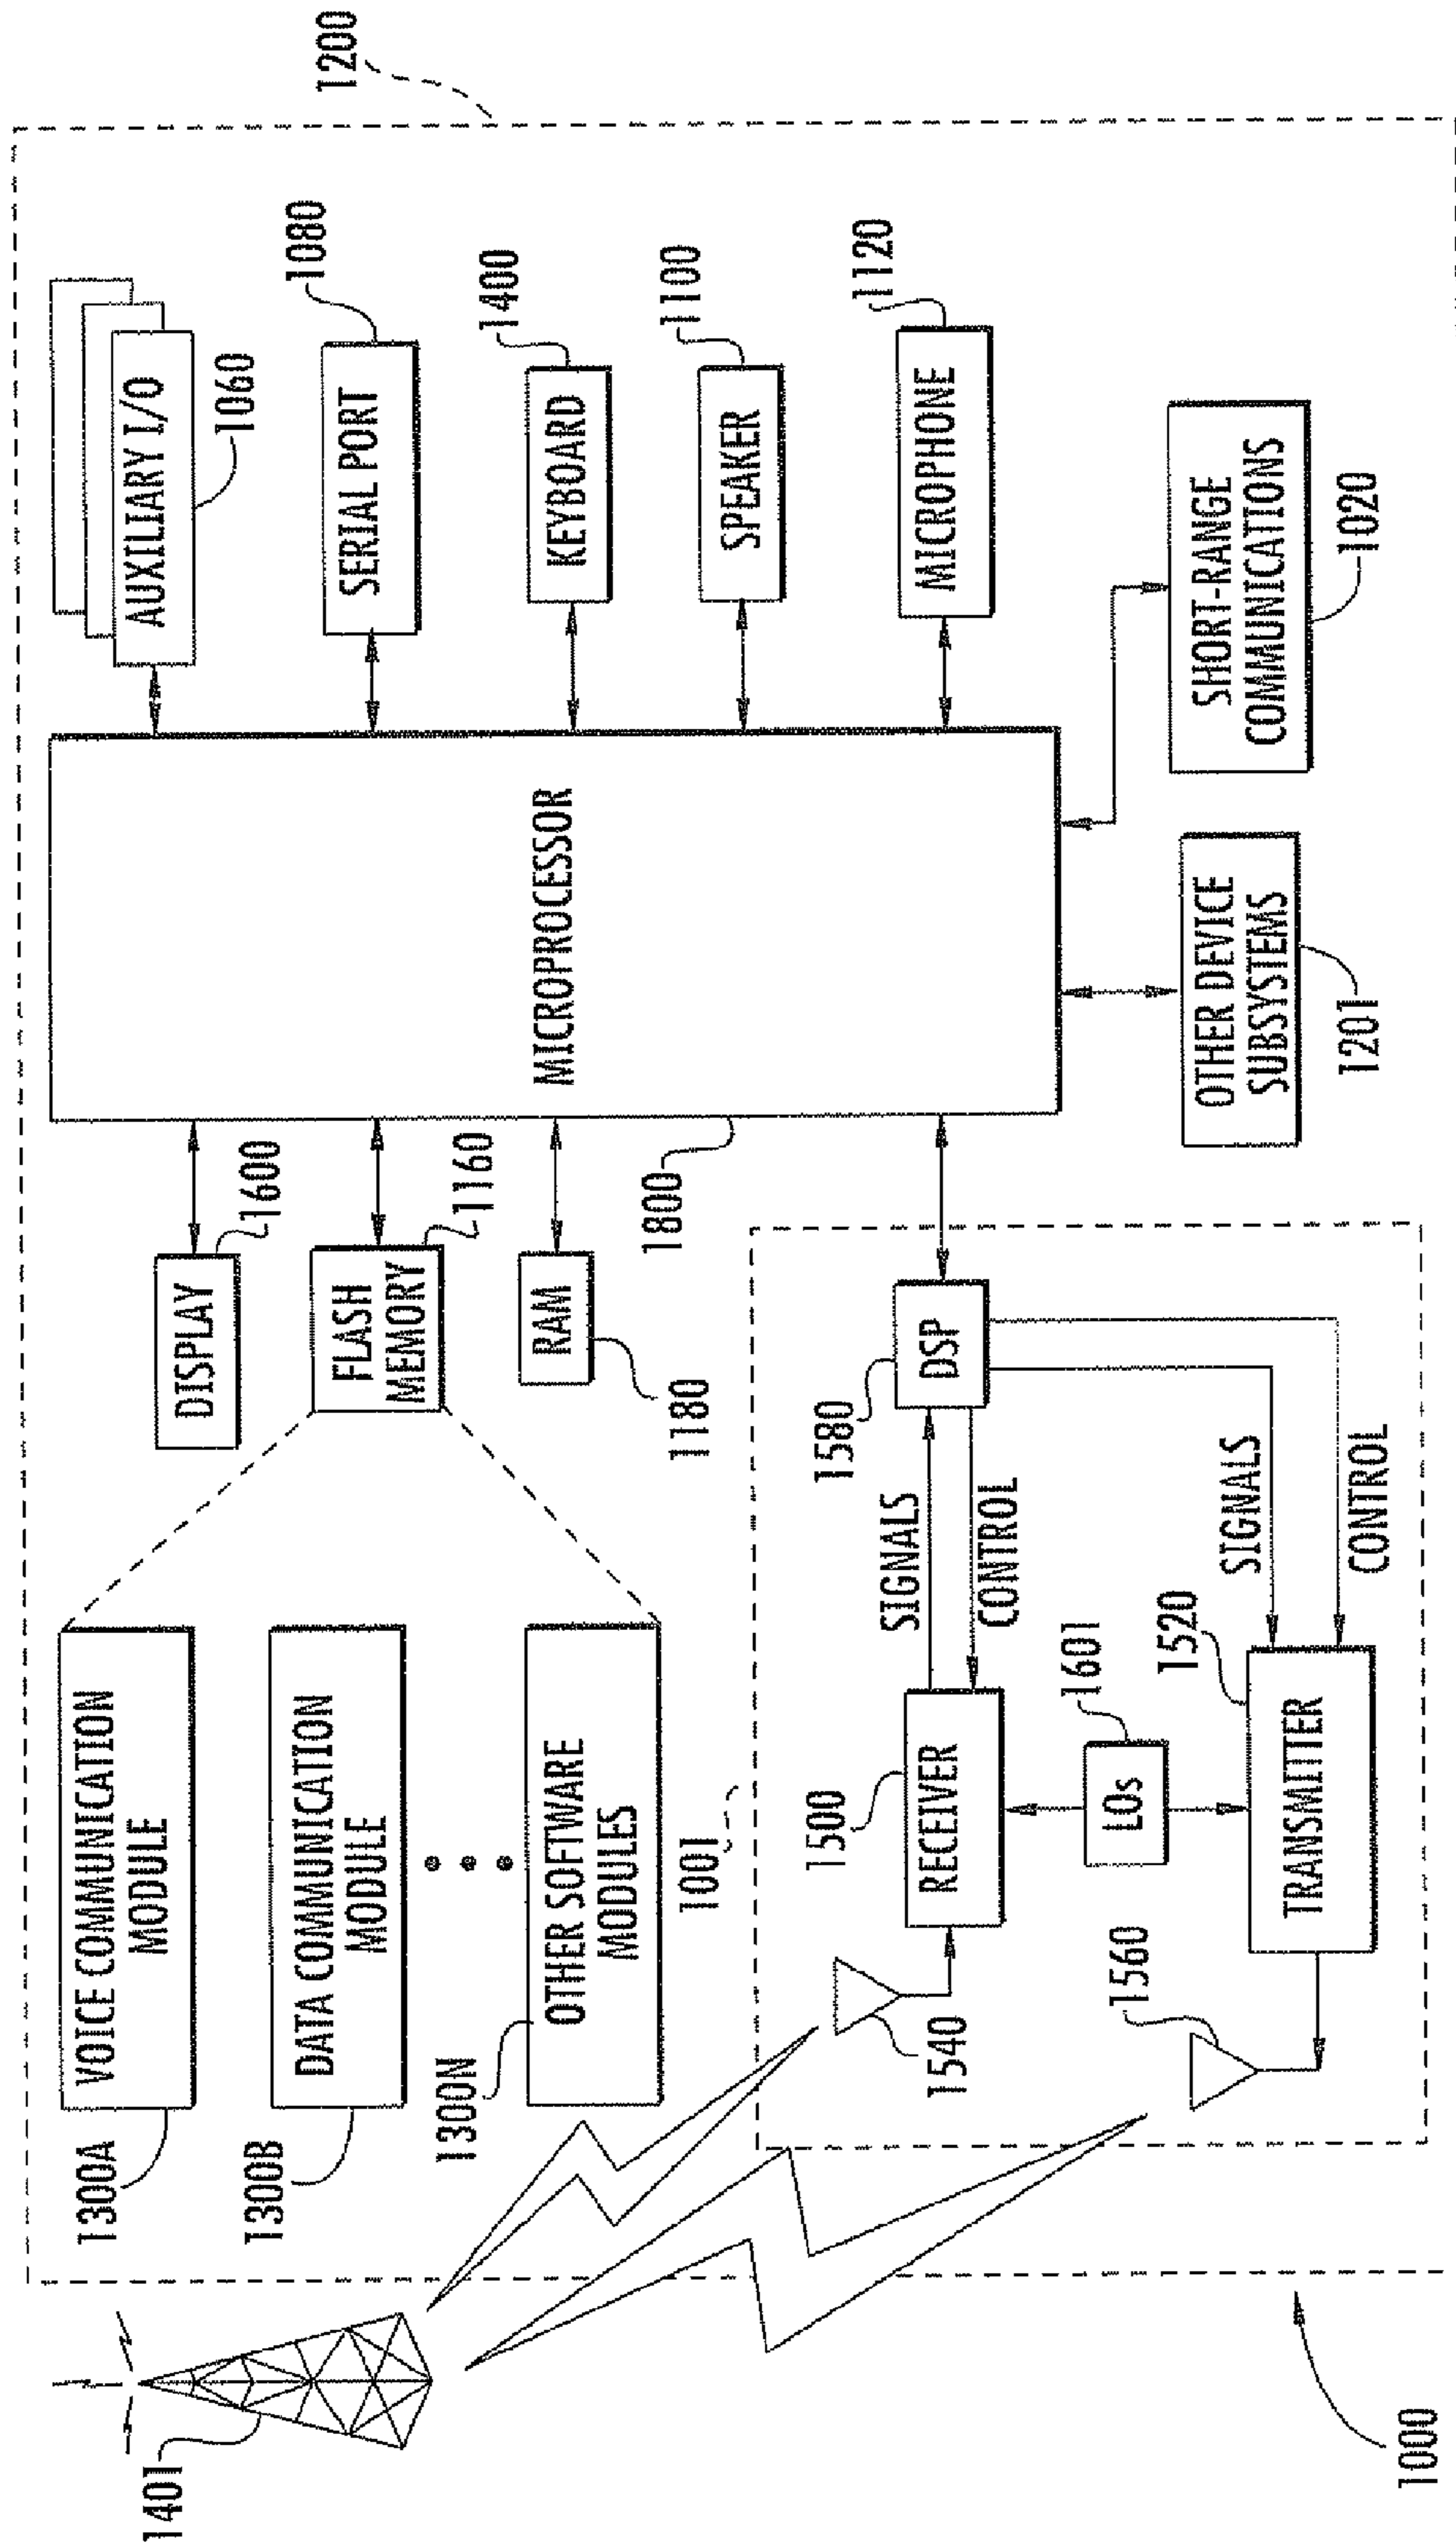 1401
1300A
VOICE COMMUNICATION
MODULE
1300B
DATA COMMUNICATION
MODULE
1300N
OTHER SOFTWARE
MODULES
DISPLAY
1600
FLASH
MEMORY
1160
RAM
1180
1800
MICROPROCESSOR
AUXILIARY I/O
1060
SERIAL PORT
1080
KEYBOARD
1400
SPEAKER
1100
MICROPHONE
1120
1200
1001
1540
RECEIVER
1500
SIGNALS
CONTROL
DSP
1580
LOs
1601
1560
TRANSMITTER
1520
SIGNALS
CONTROL
OTHER DEVICE
SUBSYSTEMS
1201
SHORT-RANGE
COMMUNICATIONS
1020
1000